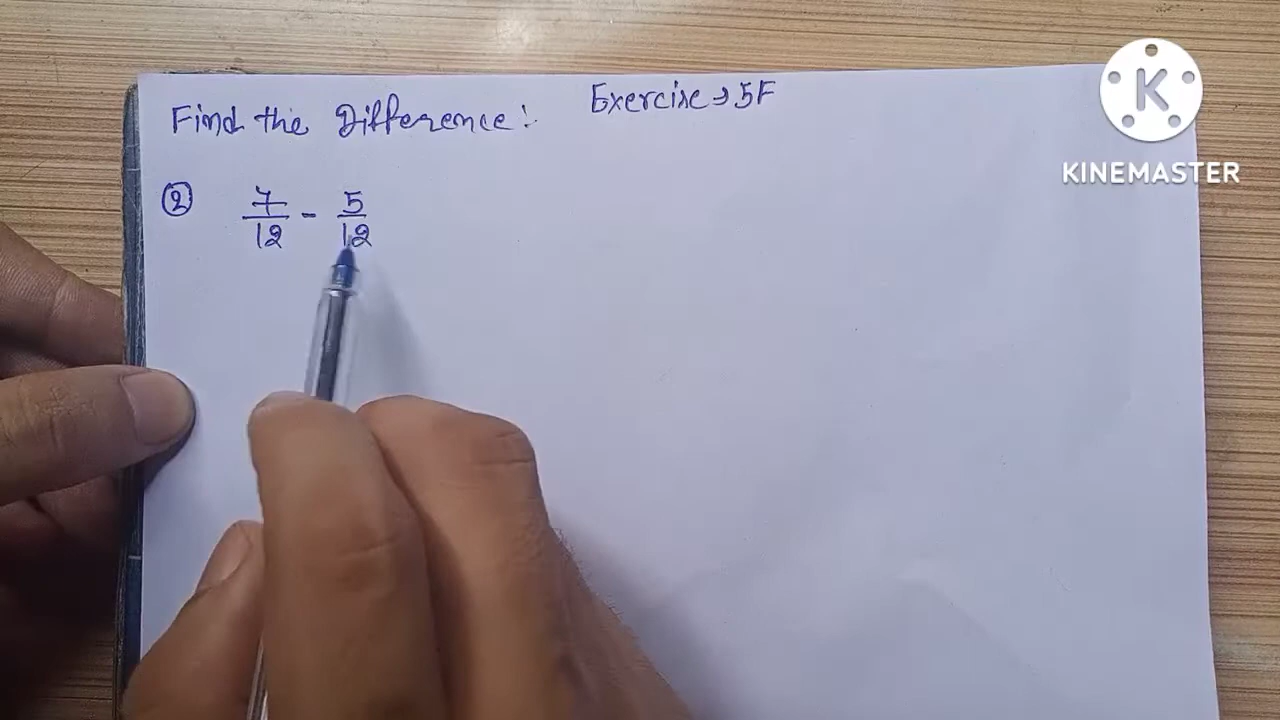 Find the Difference:
Exercise → 5F
② 7/12 - 5/12
K
KINEMASTER